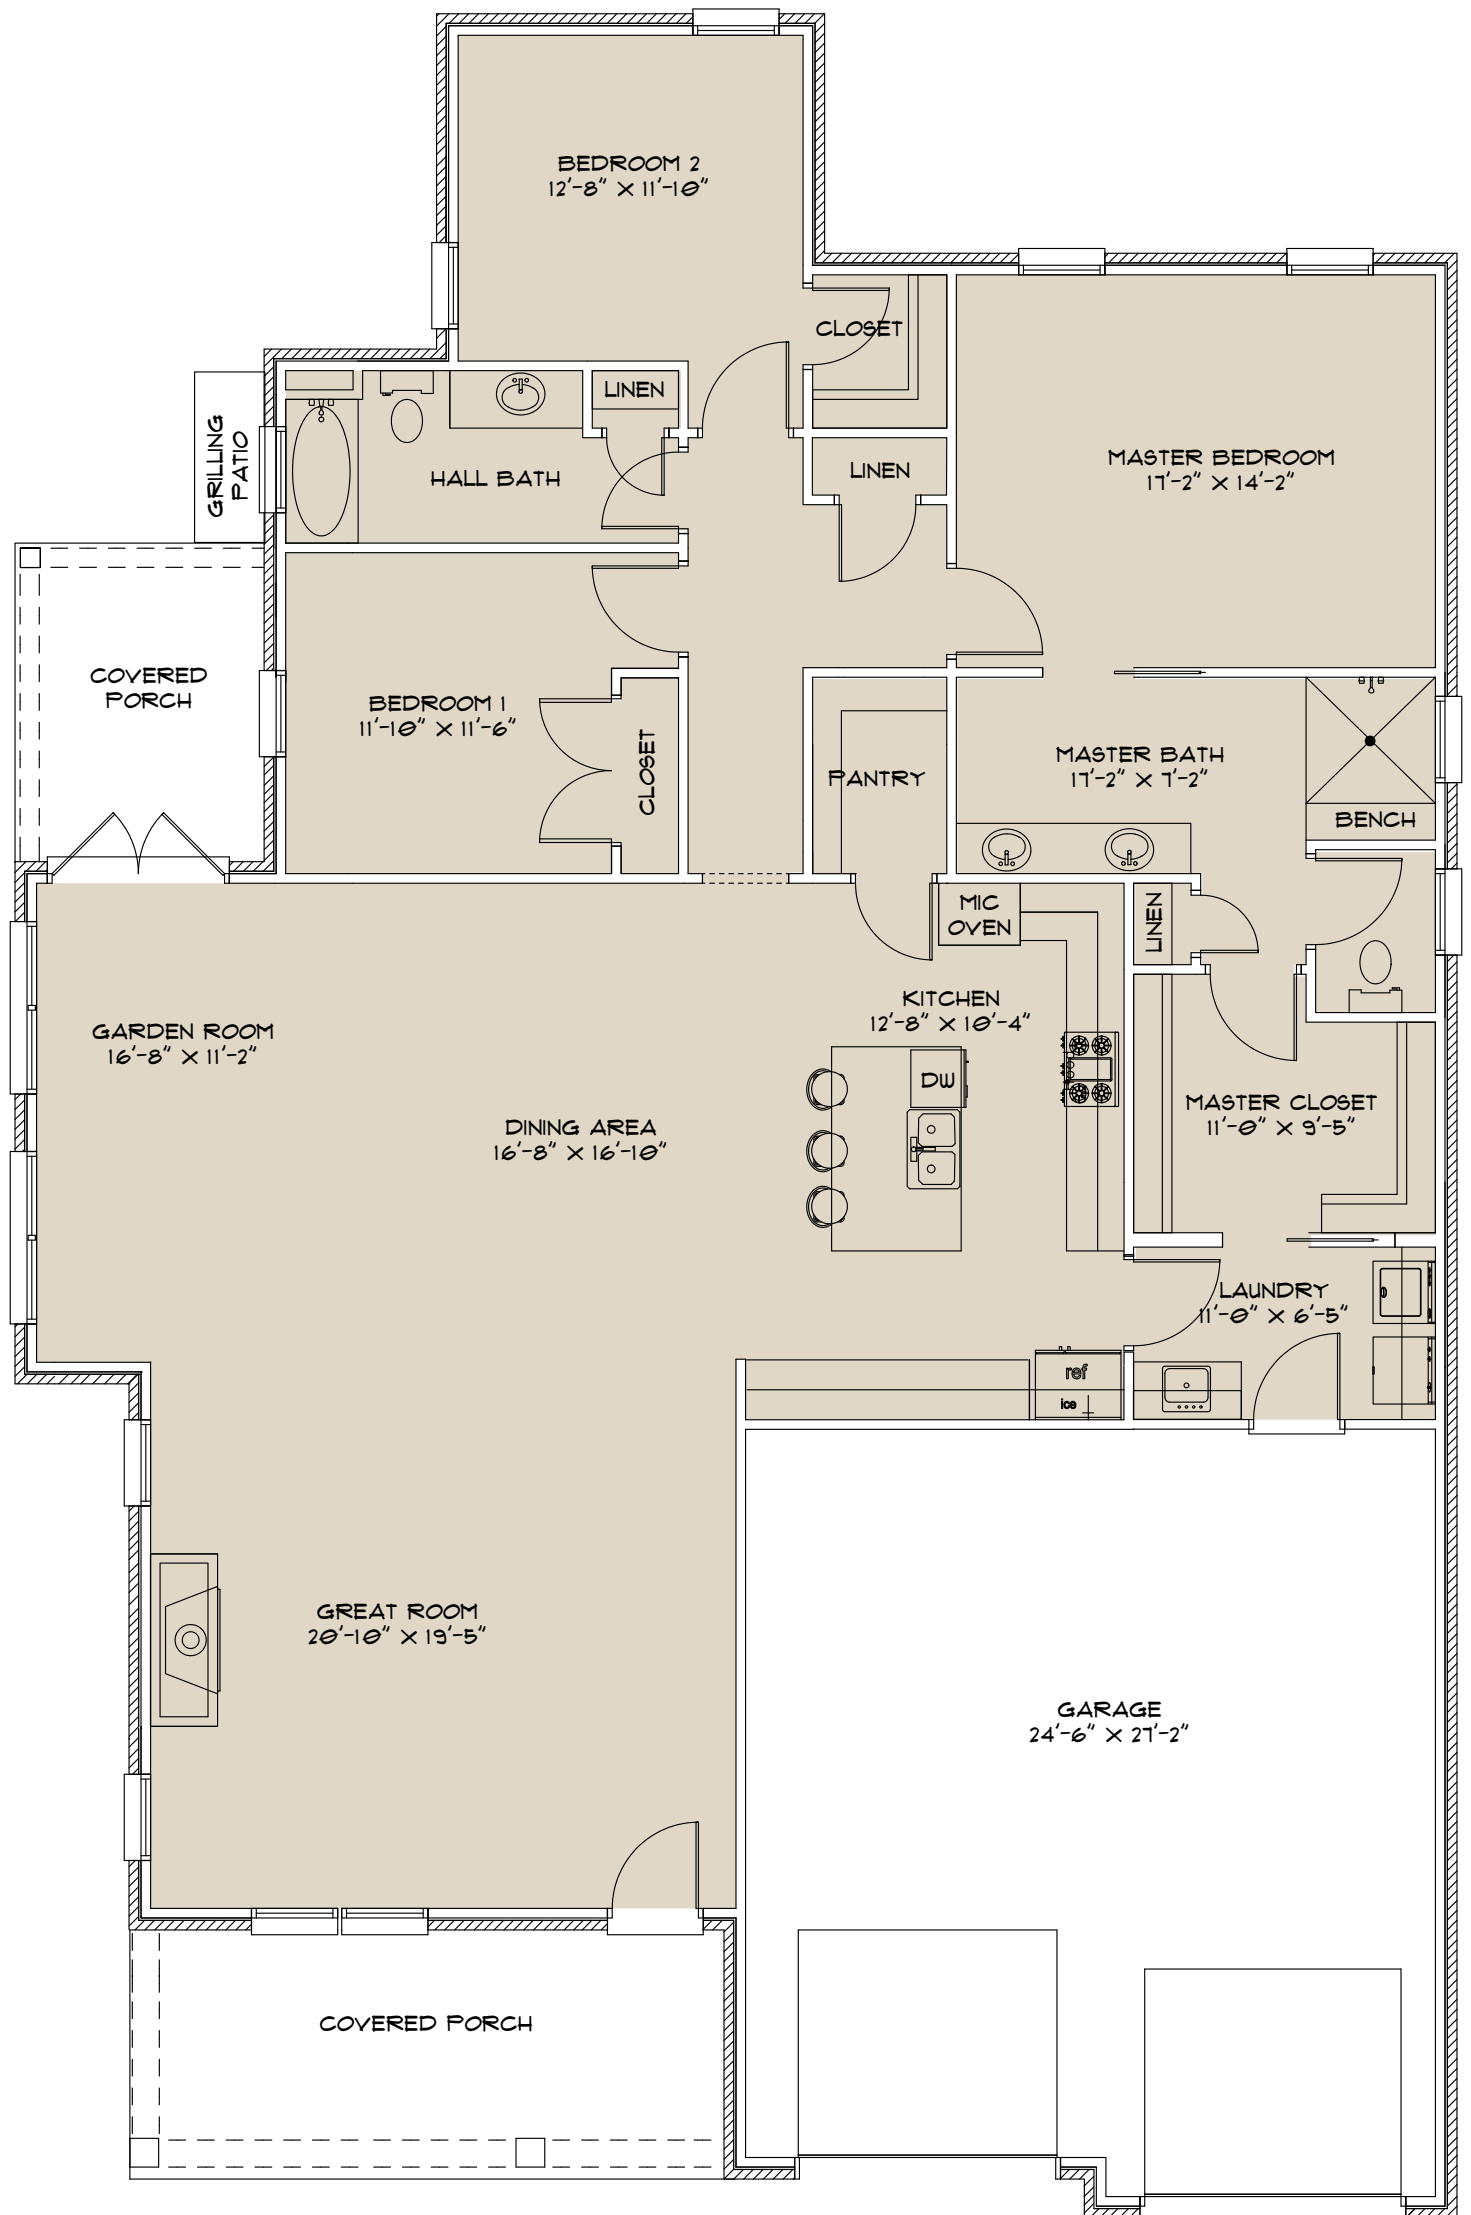 BEDROOM 2
12'-8" X 11'-10"
CLOSET
LINEN
GRILLING
PATIO
HALL BATH
LINEN
MASTER BEDROOM
17'-2" X 14'-2"
COVERED
PORCH
BEDROOM 1
11'-10" X 11'-6"
CLOSET
PANTRY
MASTER BATH
17'-2" X 7'-2"
BENCH
MIC
OVEN
LINEN
KITCHEN
12'-8" X 10'-4"
GARDEN ROOM
16'-8" X 11'-2"
DW
DINING AREA
16'-8" X 16'-10"
MASTER CLOSET
11'-0" X 9'-5"
LAUNDRY
11'-0" X 6'-5"
ref
ice
GREAT ROOM
20'-10" X 19'-5"
GARAGE
24'-6" X 27'-2"
COVERED PORCH